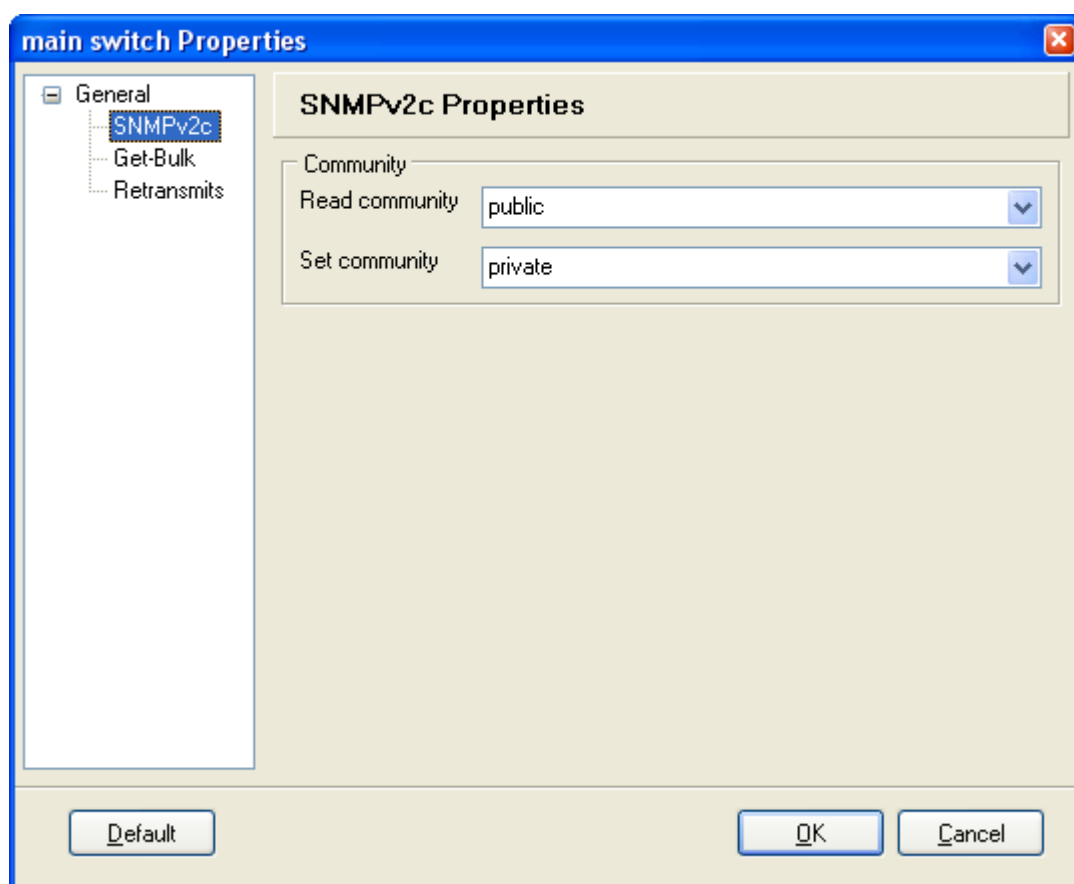 main switch Properties
General
SNMPv2c
Get-Bulk
Retransmits
SNMPv2c Properties
Community
Read community public
Set community private
Default OK Cancel